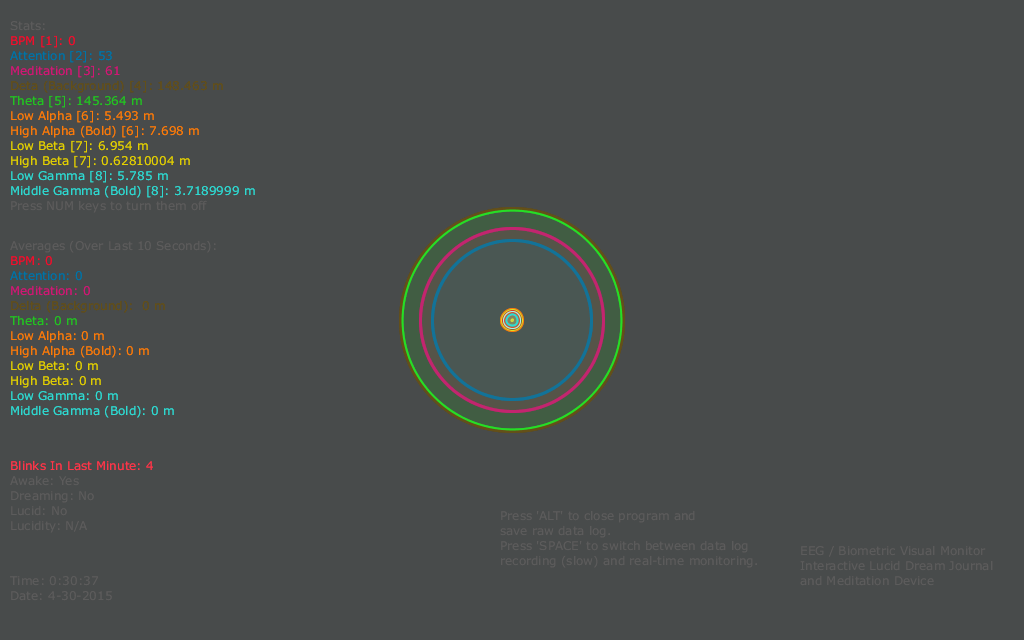 Stats:
BPM [1]: 0
Attention [2]: 53
Meditation [3]: 61
Theta [5]: 145.364 m
Low Alpha [6]: 5.493 m
High Alpha (Bold) [6]: 7.698 m
Low Beta [7]: 6.954 m
High Beta [7]: 0.62810004 m
Low Gamma [8]: 5.785 m
Middle Gamma (Bold) [8]: 3.7189999 m
Press NUM keys to turn them off
Averages (Over Last 10 Seconds):
BPM: 0
Attention: 0
Meditation: 0
(Background): 0 m
Theta: 0 m
Low Alpha: 0 m
High Alpha (Bold): 0 m
Low Beta: 0 m
High Beta: 0 m
Low Gamma: 0 m
Middle Gamma (Bold): 0 m
Blinks In Last Minute: 4
Awake: Yes
Dreaming: No
Lucid: No
Lucidity: N/A
Time: 0:30:37
Date: 4-30-2015
Press 'ALT' to close program and
save raw data log.
Press 'SPACE' to switch between data log
recording (slow) and real-time monitoring.
EEG / Biometric Visual Monitor
Interactive Lucid Dream Journal
and Meditation Device